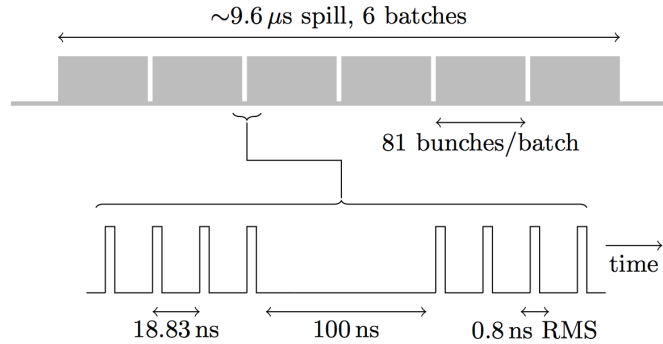 ~9.6 μs spill, 6 batches
81 bunches/batch
time
18.83 ns
100 ns
0.8 ns RMS